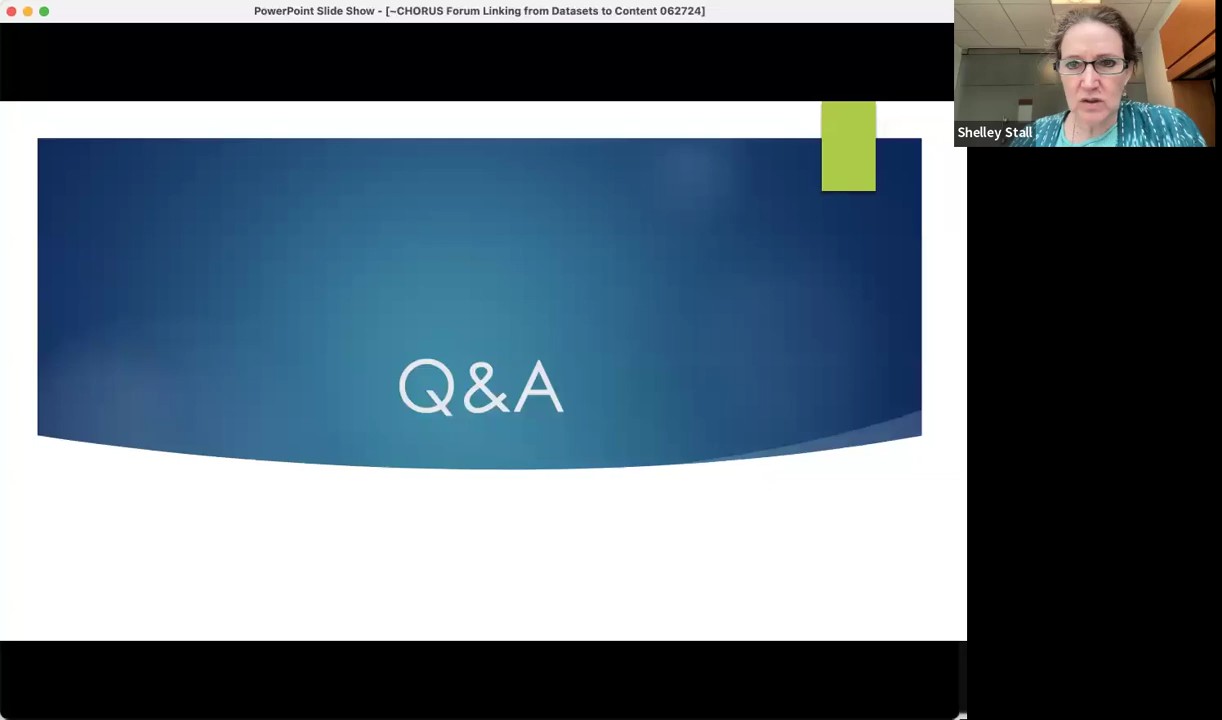 PowerPoint Slide Show - [~CHORUS Forum Linking from Datasets to Content 062724]
Shelley Stall
Q&A